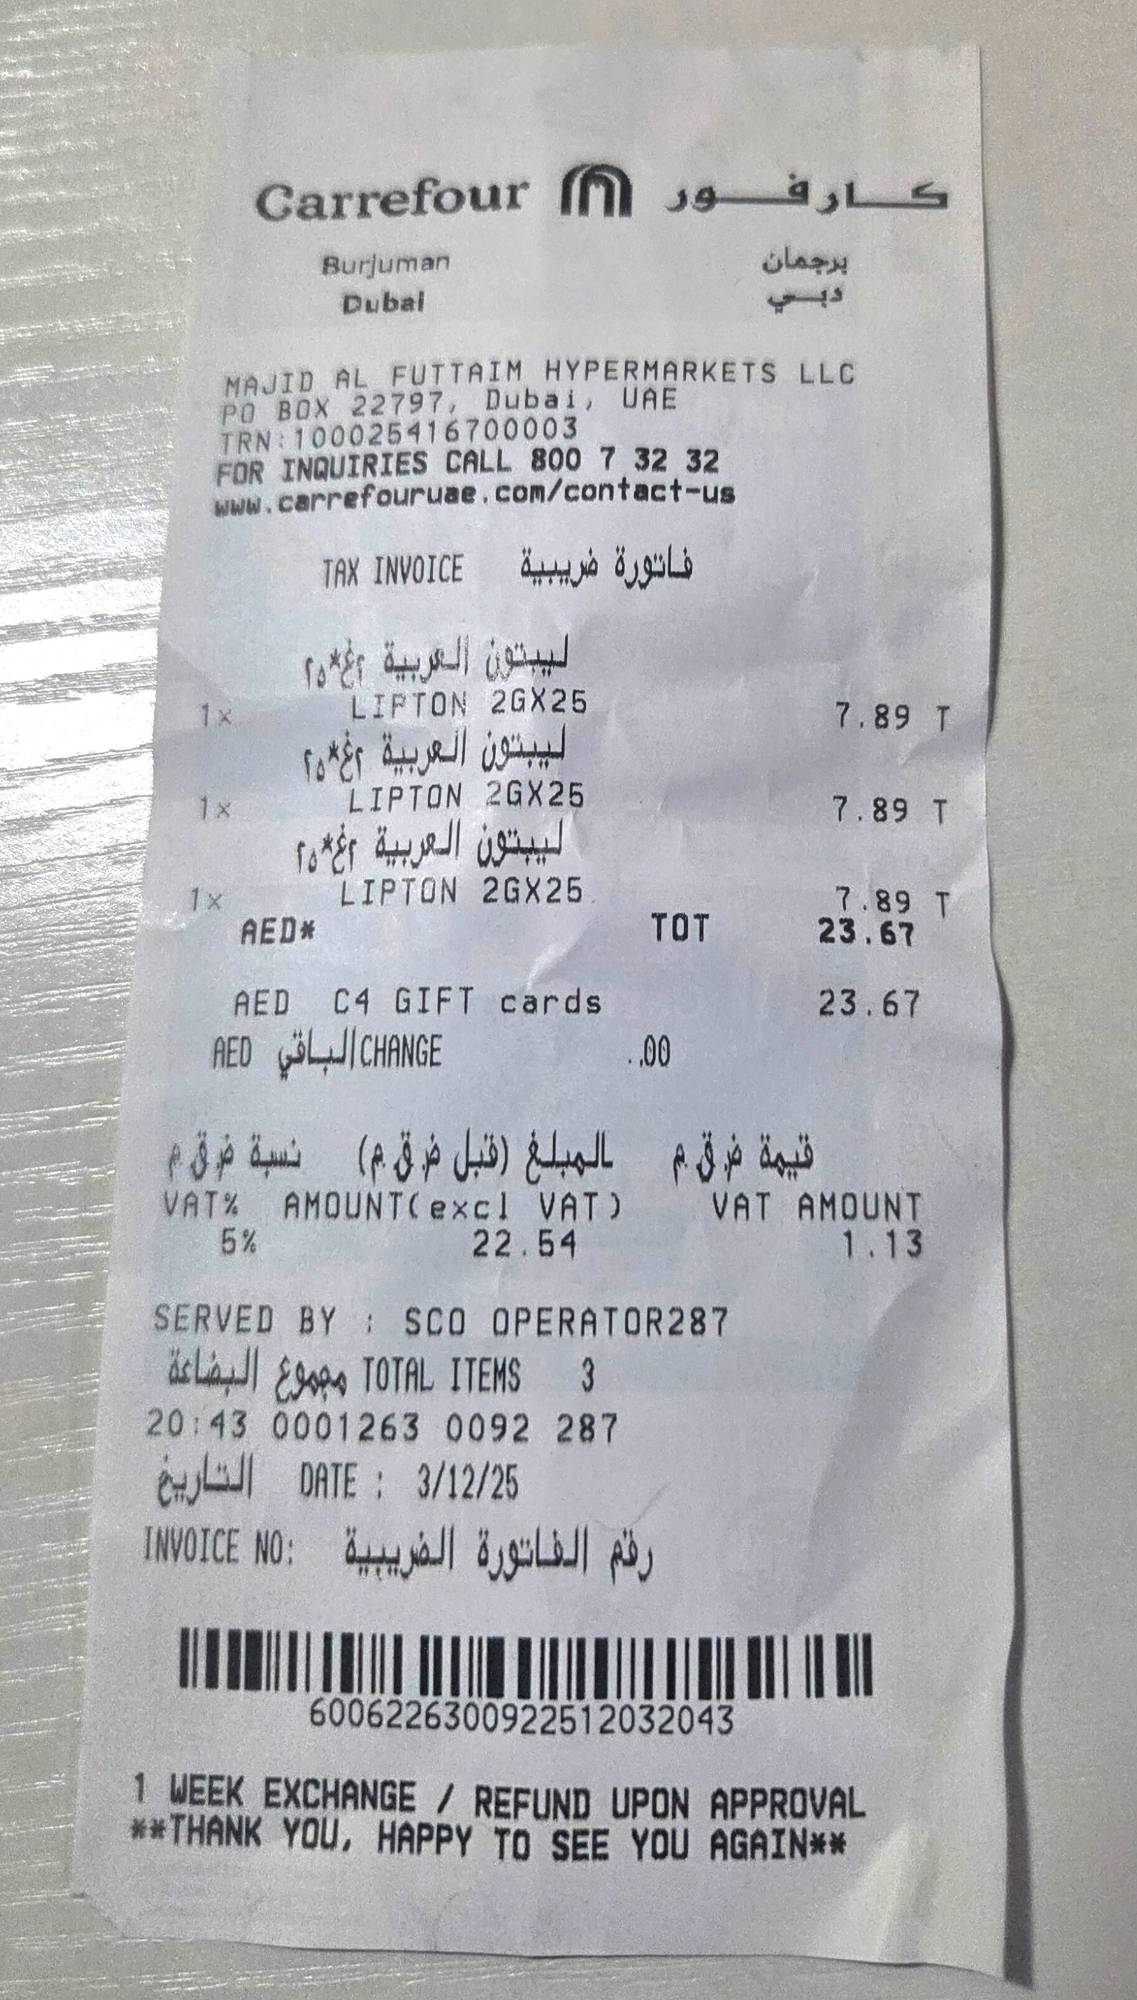 Carrefour كارفور
Burjuman برجمان
Dubai دبي
MAJID AL FUTTAIM HYPERMARKETS LLC
PO BOX 22797, Dubai, UAE
TRN:100025416700003
FOR INQUIRIES CALL 800 7 32 32
www.carrefouruae.com/contact-us
TAX INVOICE فاتورة ضريبية
ليبتون العربية ٢غ*٢٥
LIPTON 2GX25
1x 7.89 T
ليبتون العربية ٢غ*٢٥
LIPTON 2GX25
1x 7.89 T
ليبتون العربية ٢غ*٢٥
LIPTON 2GX25
1x 7.89 T
AED* TOT 23.67
AED C4 GIFT cards 23.67
AED الباقي CHANGE ..00
نسبة ض.ق.م المبلغ (قبل ض.ق.م) قيمة ض.ق.م
VAT% AMOUNT(excl VAT) VAT AMOUNT
5% 22.54 1.13
SERVED BY : SCO OPERATOR287
مجموع البضاعة TOTAL ITEMS 3
20:43 0001263 0092 287
التاريخ DATE : 3/12/25
INVOICE NO: رقم الفاتورة الضريبية
6006226300922512032043
1 WEEK EXCHANGE / REFUND UPON APPROVAL
**THANK YOU, HAPPY TO SEE YOU AGAIN**